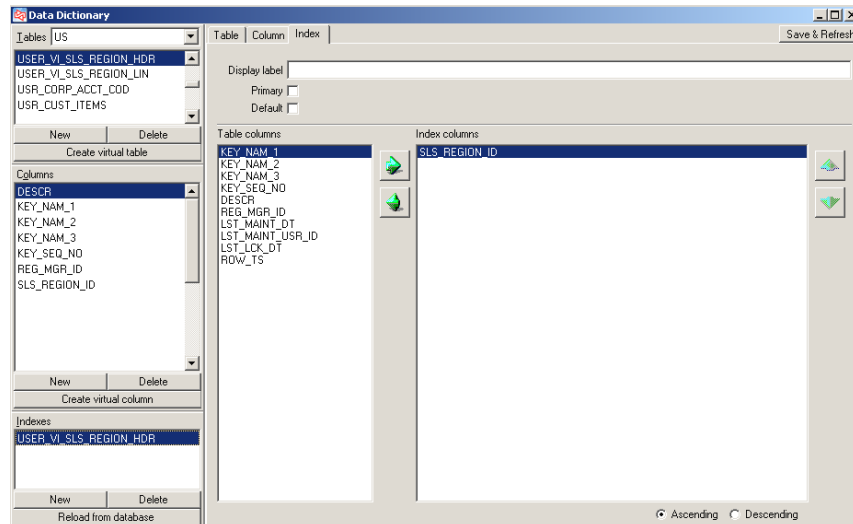 Data Dictionary
Tables US
USER_VI_SLS_REGION_HDR
USER_VI_SLS_REGION_LIN
USR_CORP_ACCT_COD
USR_CUST_ITEMS
New Delete
Create virtual table
Columns
DESCR
KEY_NAM_1
KEY_NAM_2
KEY_NAM_3
KEY_SEQ_NO
REG_MGR_ID
SLS_REGION_ID
New Delete
Create virtual column
Indexes
USER_VI_SLS_REGION_HDR
New Delete
Reload from database
Table Column Index
Save & Refresh
Display label
Primary
Default
Table columns
KEY_NAM_1
KEY_NAM_2
KEY_NAM_3
KEY_SEQ_NO
DESCR
REG_MGR_ID
LST_MAINT_DT
LST_MAINT_USR_ID
LST_LCK_DT
ROW_TS
Index columns
SLS_REGION_ID
Ascending Descending